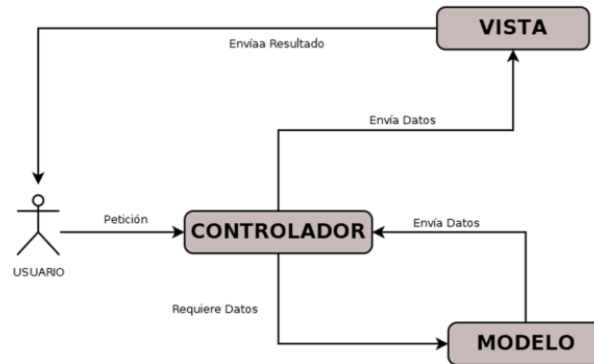 VISTA
Envíaa Resultado
Envía Datos
Petición
CONTROLADOR
Envía Datos
USUARIO
Requiere Datos
MODELO